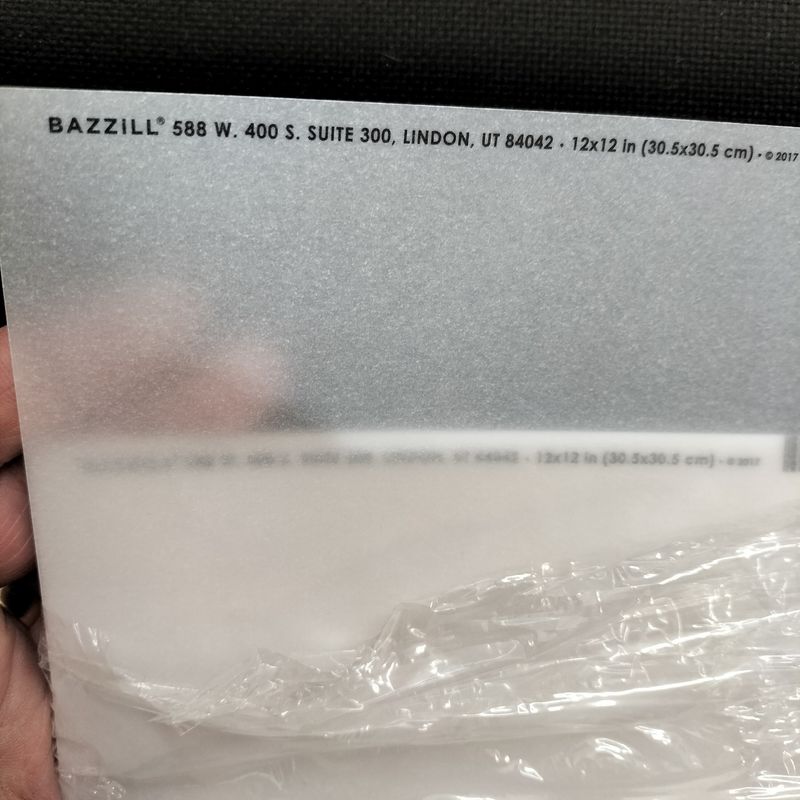 BAZZILL® 588 W. 400 S. SUITE 300, LINDON, UT 84042 · 12x12 in (30.5x30.5 cm) · © 2017
84042 · 12x12 in (30.5x30.5 cm) · © 2017